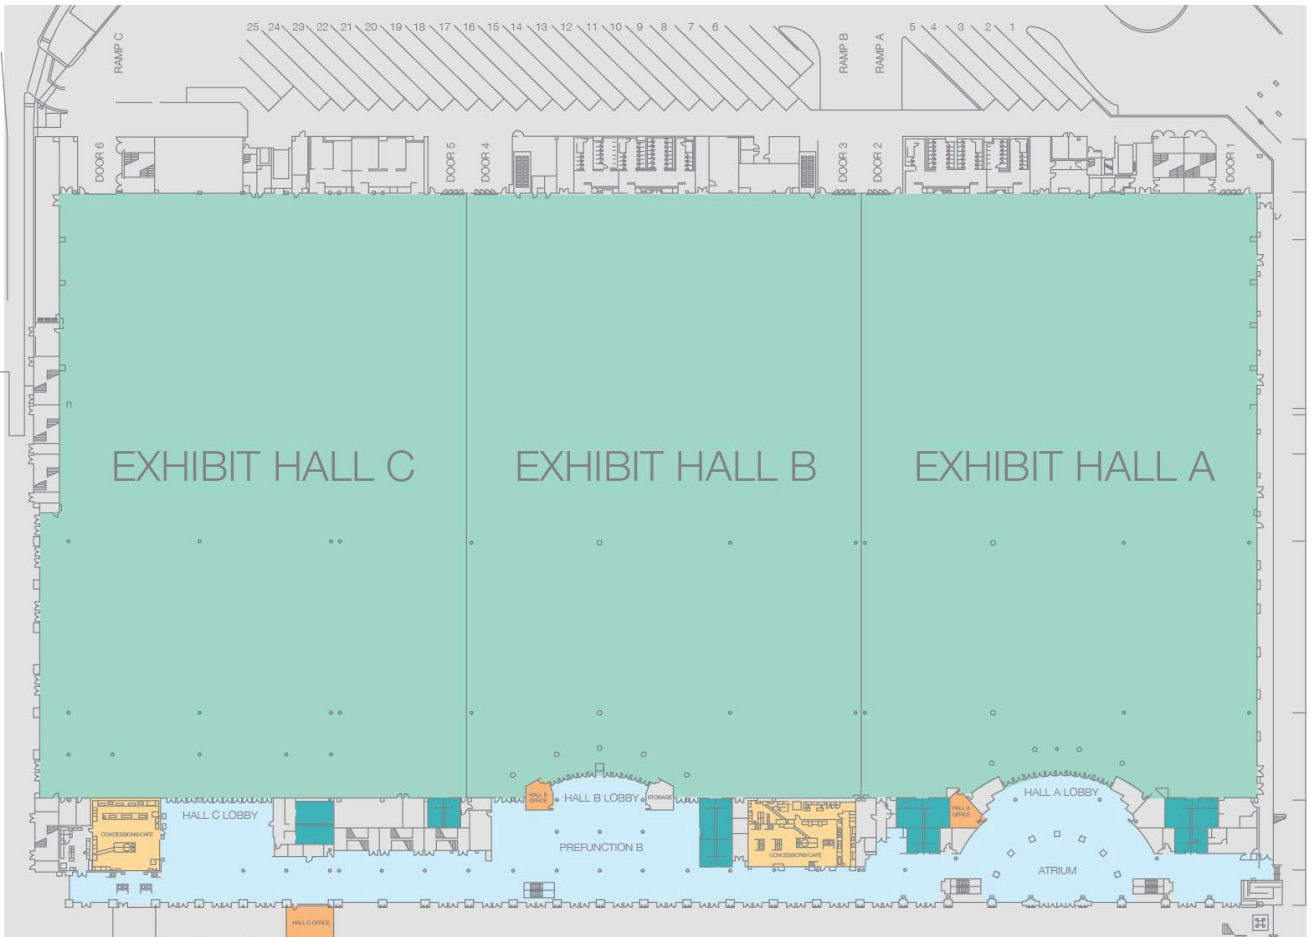 RAMP C
25 24 23 22 21 20 19 18 17 16 15 14 13 12 11 10 9 8 7 6
RAMP B
RAMP A
5 4 3 2 1
DOOR 6
DOOR 5
DOOR 4
DOOR 3
DOOR 2
DOOR 1
EXHIBIT HALL C
EXHIBIT HALL B
EXHIBIT HALL A
HALL B
OFFICE
HALL B LOBBY
STORAGE
HALL A LOBBY
HALL A
OFFICE
HALL C LOBBY
CONCESSIONS/CAFE
PREFUNCTION B
CONCESSIONS/CAFE
ATRIUM
HALL C OFFICE